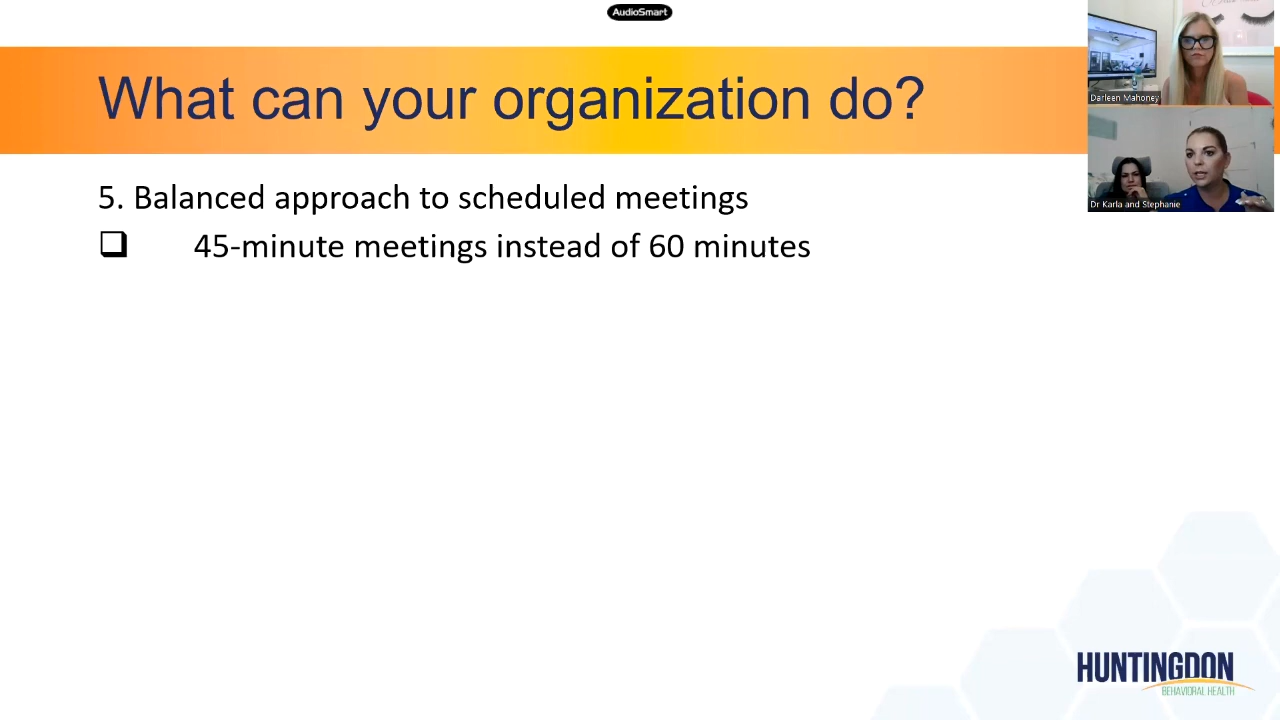 AudioSmart
What can your organization do?
Darleen Mahoney
Dr Karla and Stephanie
5. Balanced approach to scheduled meetings
45-minute meetings instead of 60 minutes
HUNTINGDON
BEHAVIORAL HEALTH